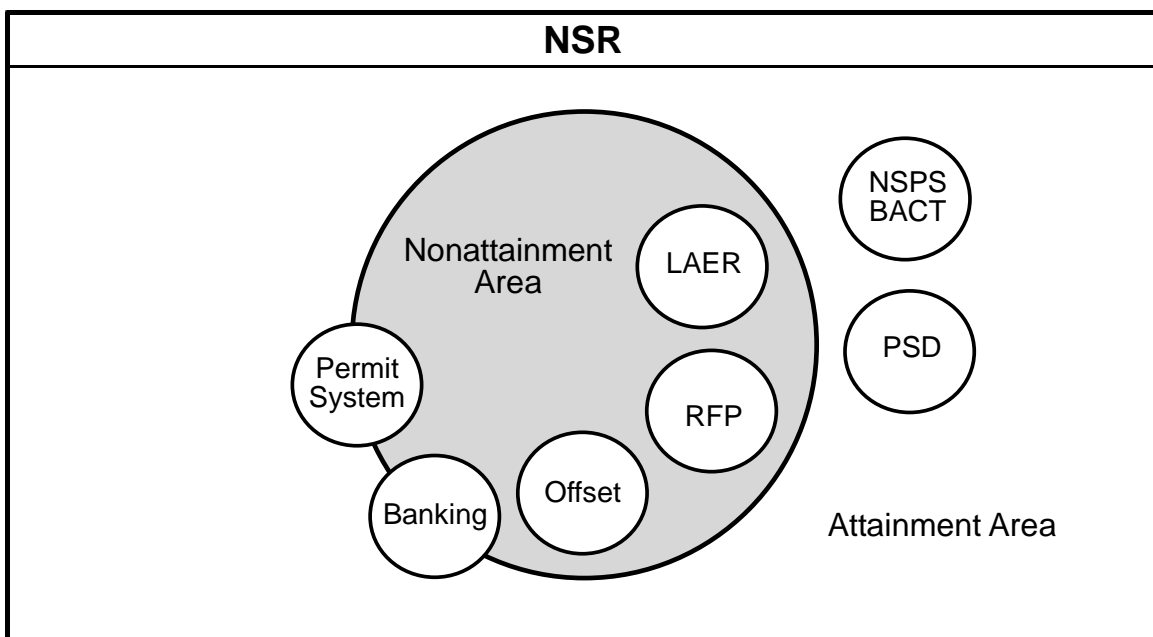 NSR
NSPS
BACT
Nonattainment
Area
LAER
PSD
Permit
System
RFP
Offset
Banking
Attainment Area